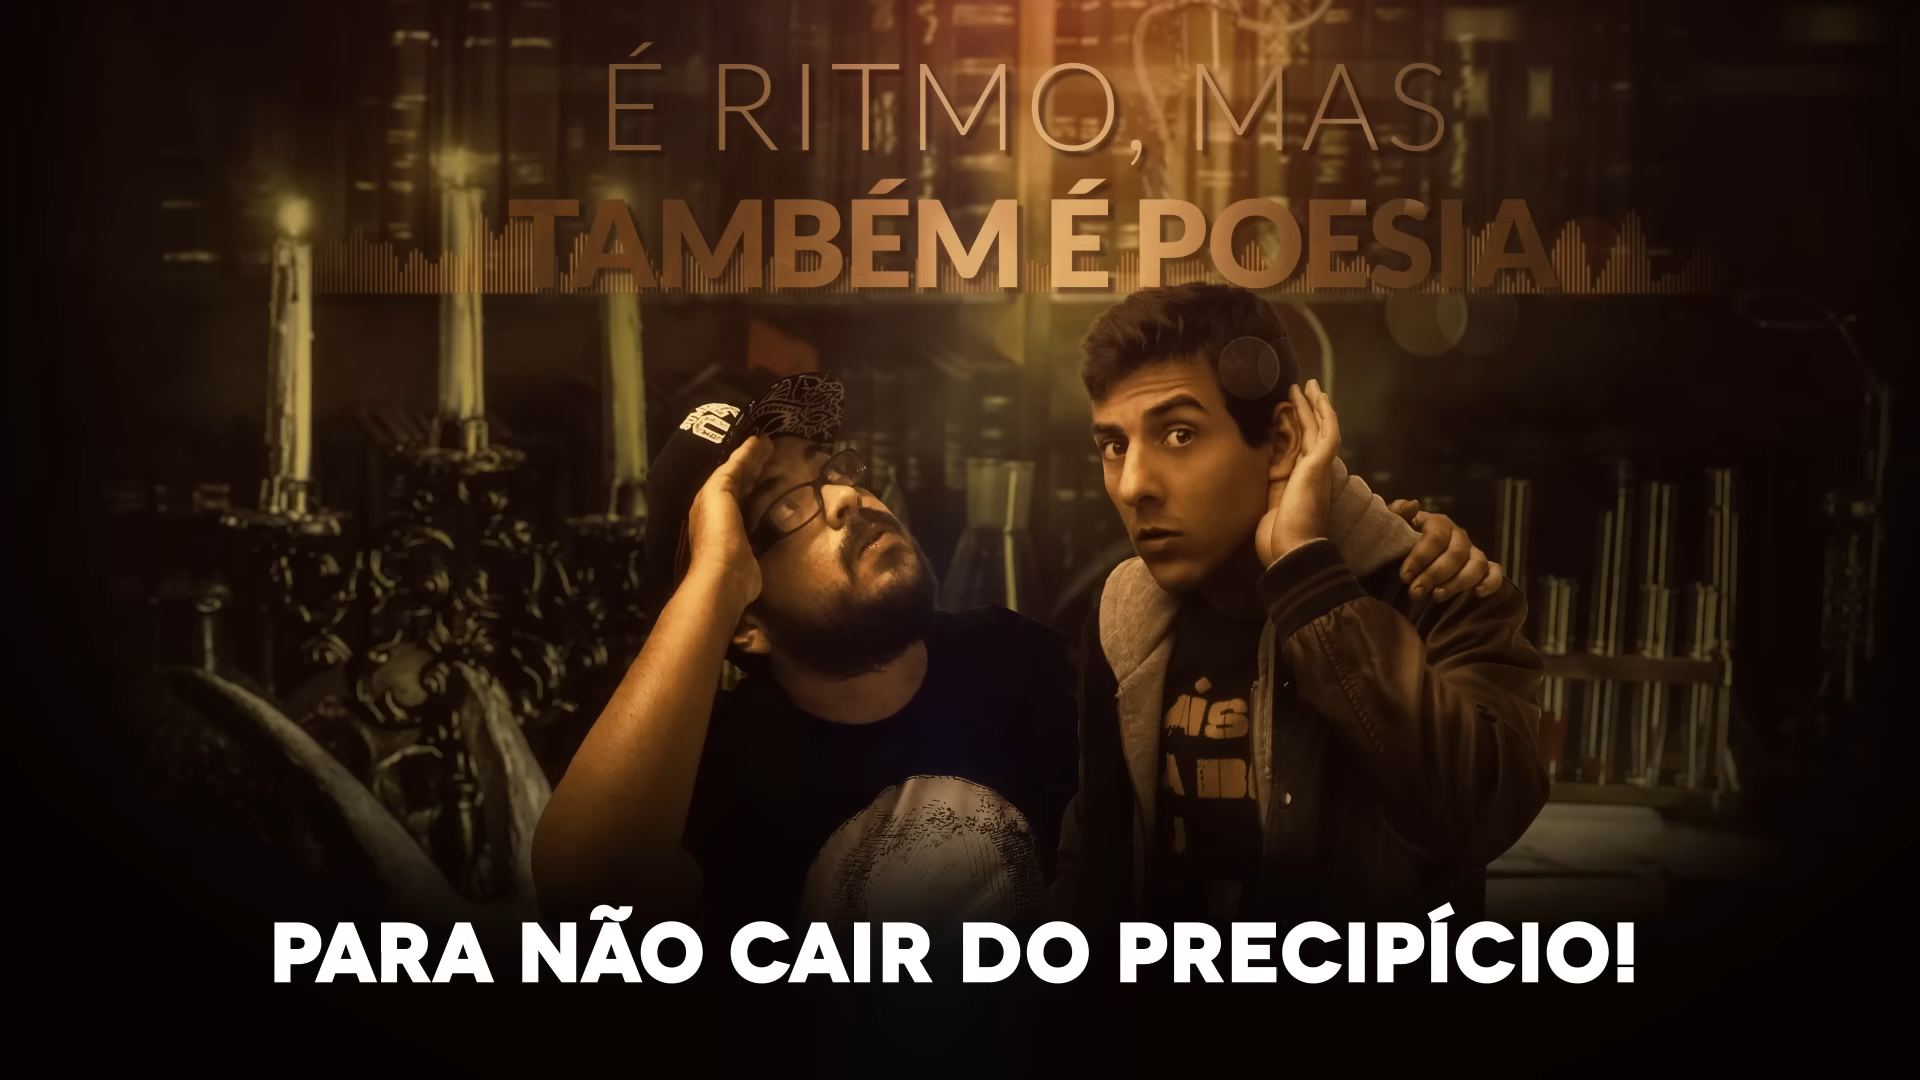 É RITMO, MAS
TAMBÉM É POESIA
PARA NÃO CAIR DO PRECIPÍCIO!